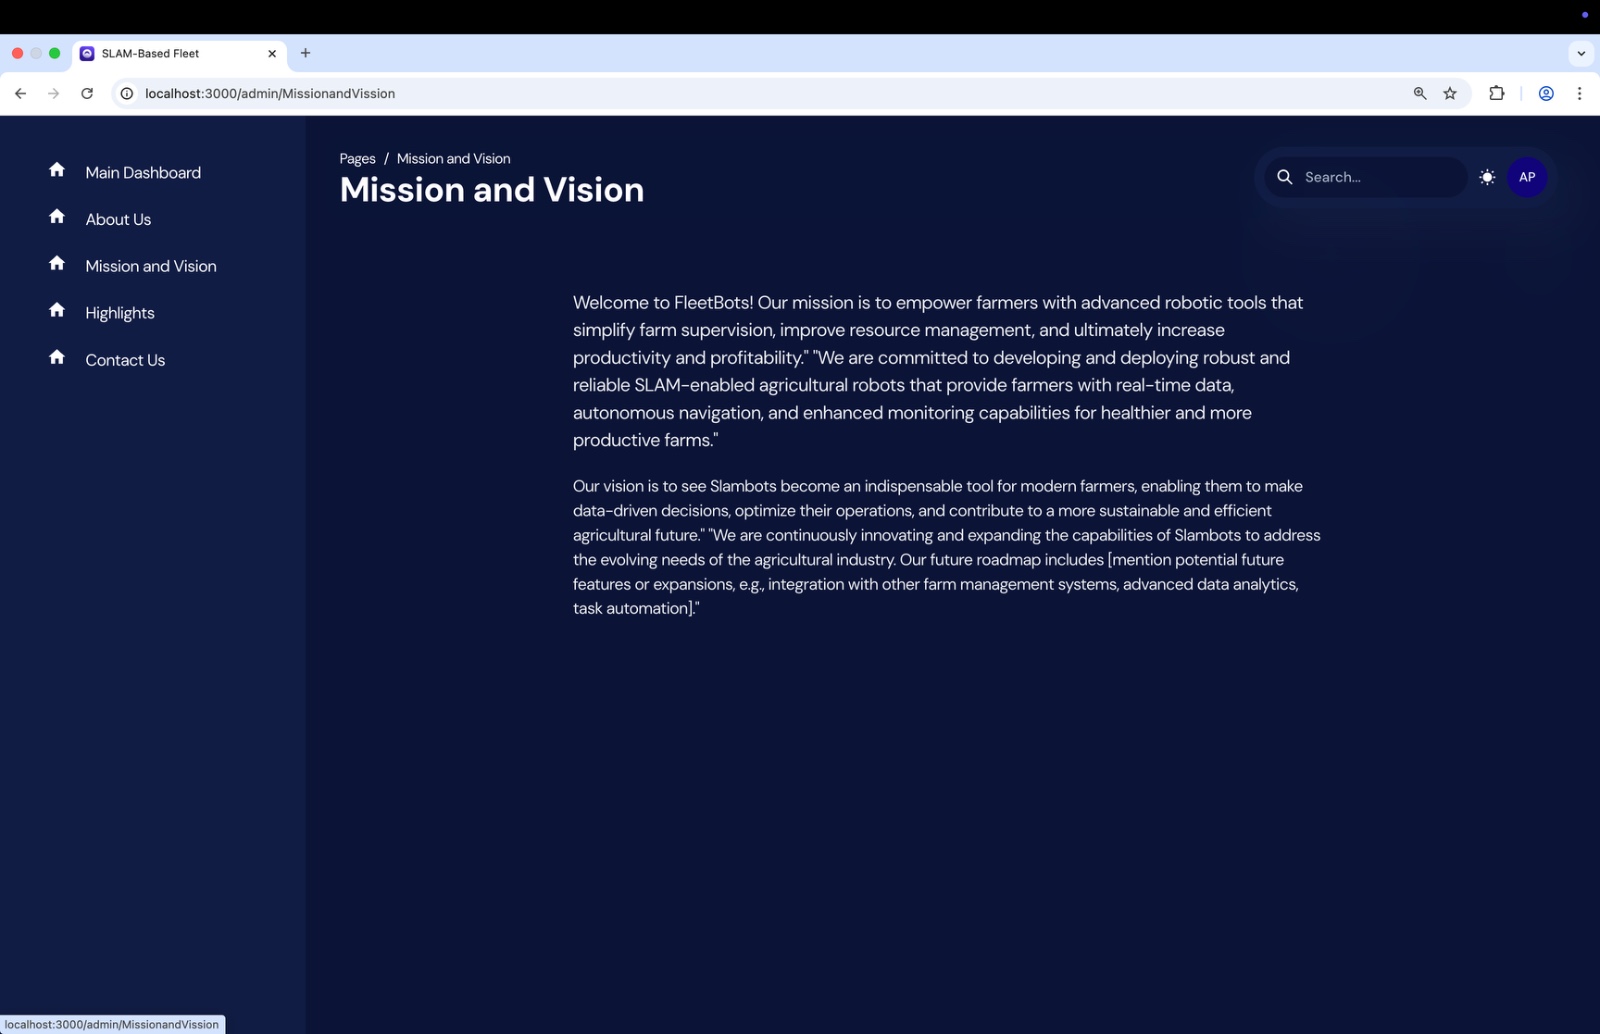 SLAM-Based Fleet
localhost:3000/admin/MissionandVission
Main Dashboard
About Us
Mission and Vision
Highlights
Contact Us
Pages / Mission and Vision
Mission and Vision
Search...
AP
Welcome to FleetBots! Our mission is to empower farmers with advanced robotic tools that
simplify farm supervision, improve resource management, and ultimately increase
productivity and profitability." "We are committed to developing and deploying robust and
reliable SLAM-enabled agricultural robots that provide farmers with real-time data,
autonomous navigation, and enhanced monitoring capabilities for healthier and more
productive farms."
Our vision is to see Slambots become an indispensable tool for modern farmers, enabling them to make
data-driven decisions, optimize their operations, and contribute to a more sustainable and efficient
agricultural future." "We are continuously innovating and expanding the capabilities of Slambots to address
the evolving needs of the agricultural industry. Our future roadmap includes [mention potential future
features or expansions, e.g., integration with other farm management systems, advanced data analytics,
task automation]."
localhost:3000/admin/MissionandVission